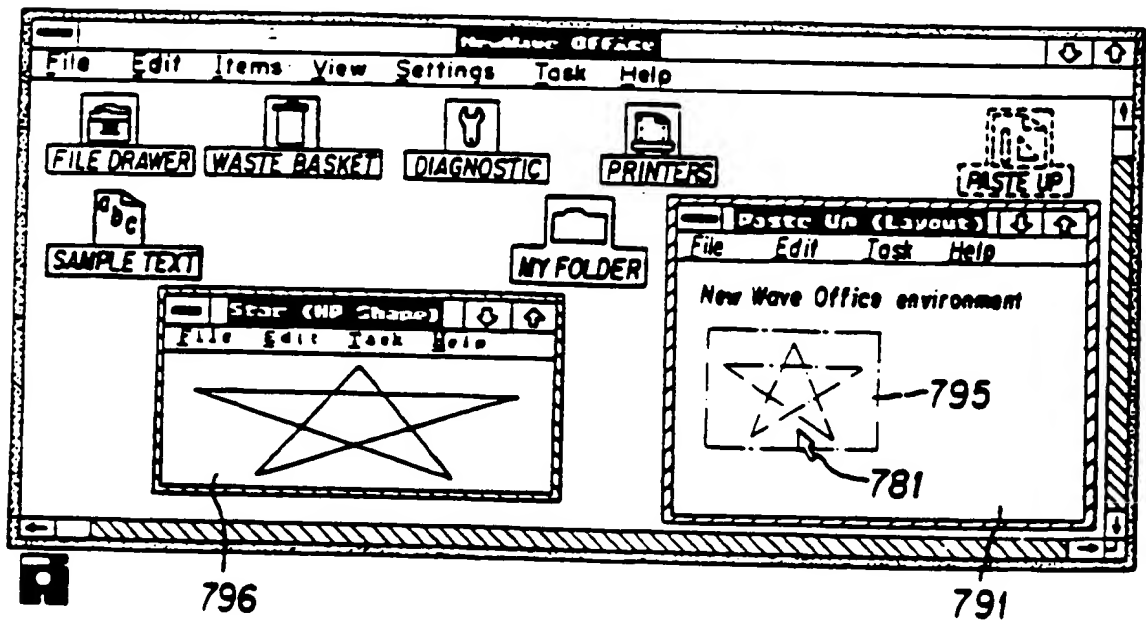 NewWave Office
File Edit Items View Settings Task Help
FILE DRAWER WASTE BASKET DIAGNOSTIC PRINTERS PASTE UP
abc
SAMPLE TEXT MY FOLDER
Paste Up (Layout)
File Edit Task Help
New Wave Office environment
795
781
Star (HP Shape)
File Edit Task Help
796
791